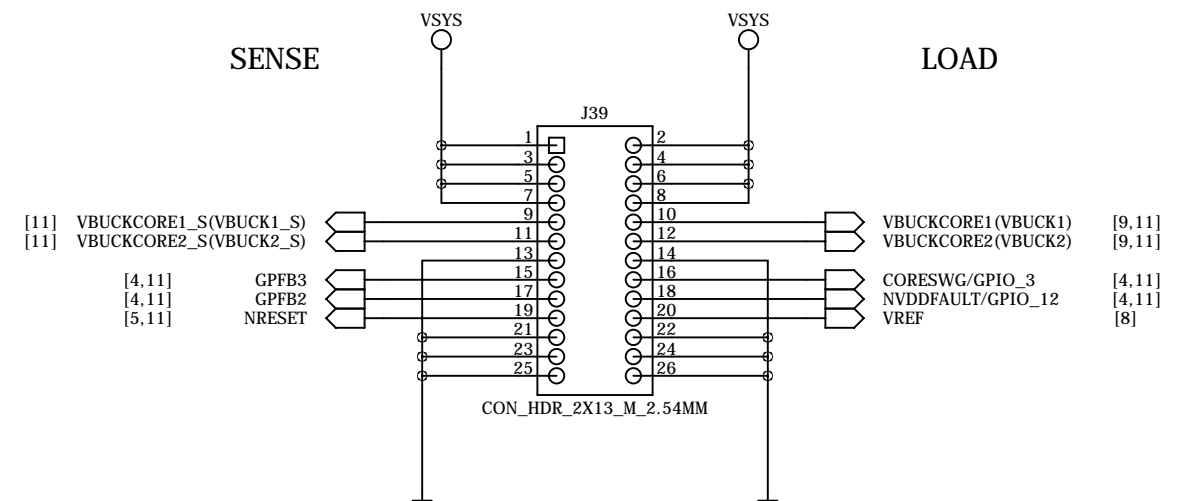 VSYS VSYS
SENSE LOAD
J39
1 2
3 4
5 6
7 8
[11] VBUCKCORE1_S(VBUCK1_S) 9 10 VBUCKCORE1(VBUCK1) [9,11]
[11] VBUCKCORE2_S(VBUCK2_S) 11 12 VBUCKCORE2(VBUCK2) [9,11]
13 14
[4,11] GPFB3 15 16 CORESWG/GPIO_3 [4,11]
[4,11] GPFB2 17 18 NVDDFAULT/GPIO_12 [4,11]
[5,11] NRESET 19 20 VREF [8]
21 22
23 24
25 26
CON_HDR_2X13_M_2.54MM